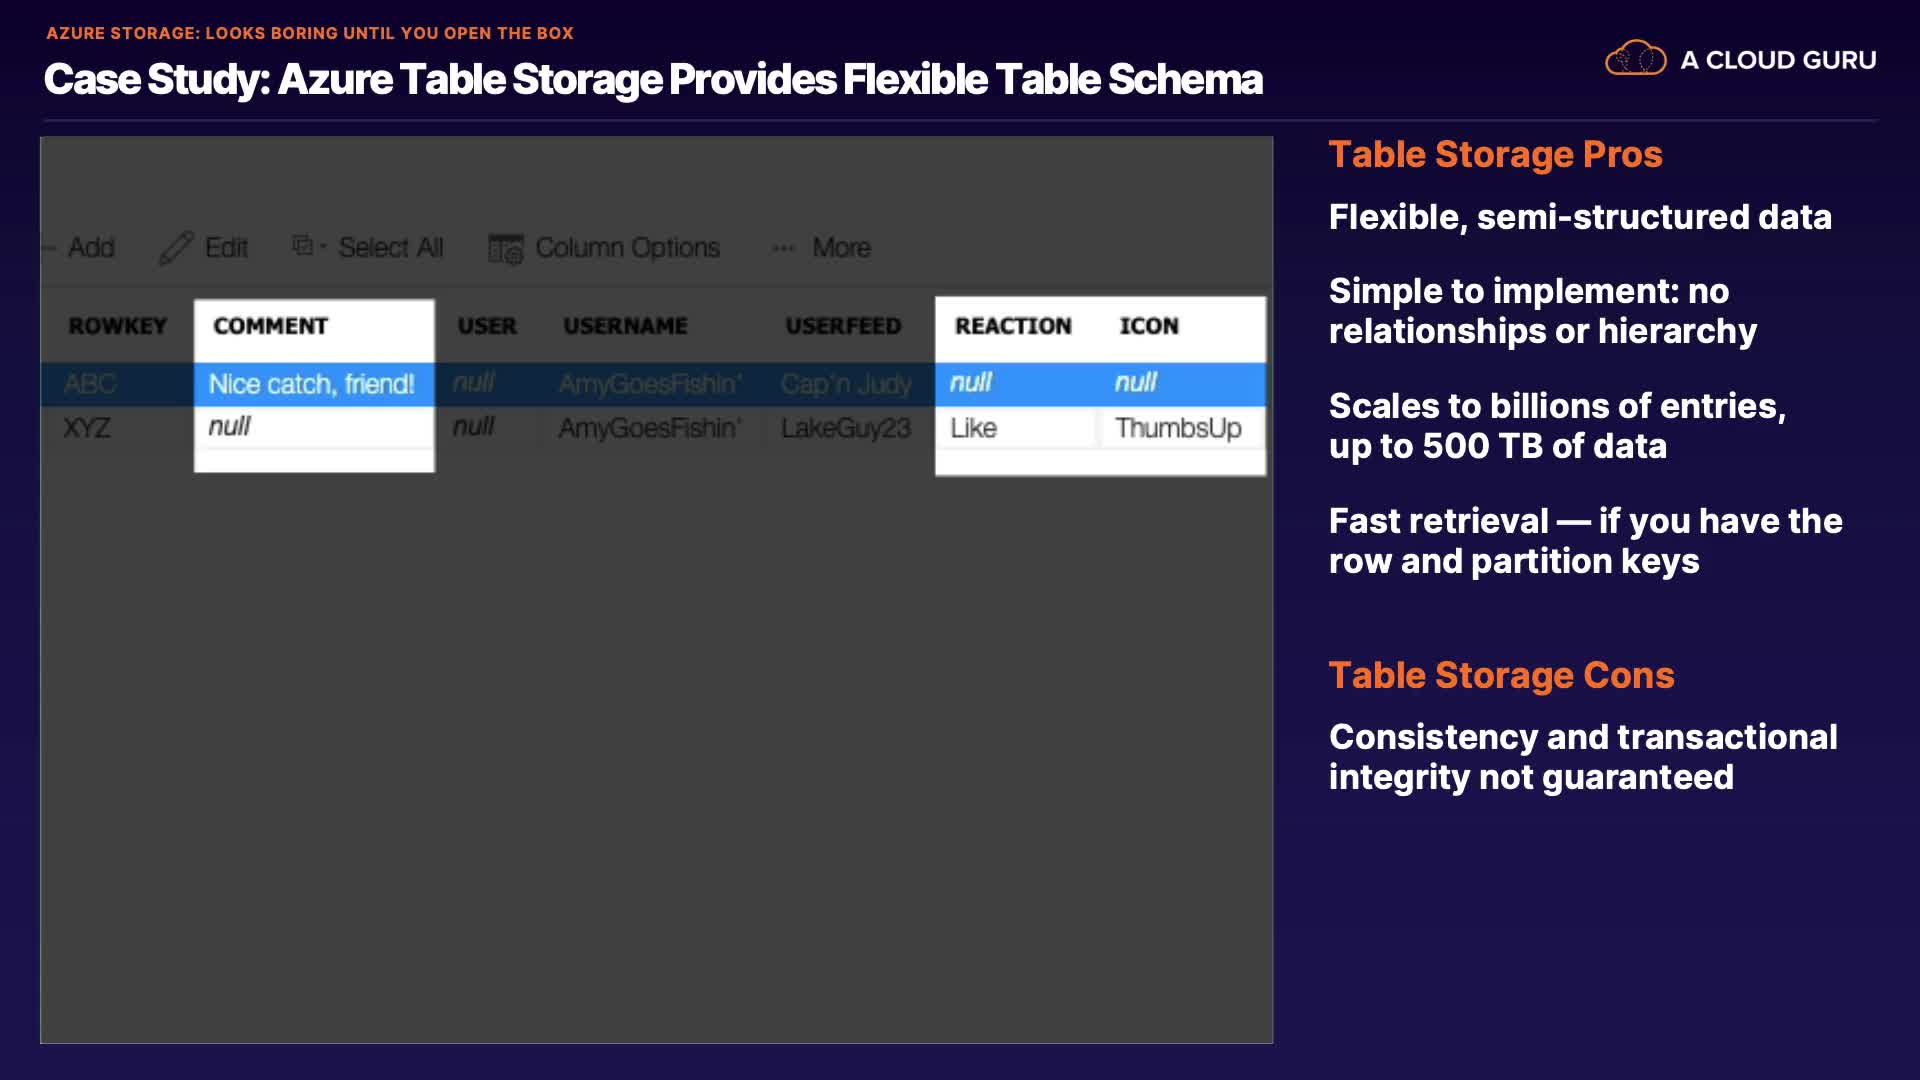 AZURE STORAGE: LOOKS BORING UNTIL YOU OPEN THE BOX
Case Study: Azure Table Storage Provides Flexible Table Schema
A CLOUD GURU
Add Edit Select All Column Options ··· More
ROWKEY COMMENT USER USERNAME USERFEED REACTION ICON
ABC Nice catch, friend! null AmyGoesFishin' Cap'n Judy null null
XYZ null null AmyGoesFishin' LakeGuy23 Like ThumbsUp
Table Storage Pros
Flexible, semi-structured data
Simple to implement: no
relationships or hierarchy
Scales to billions of entries,
up to 500 TB of data
Fast retrieval — if you have the
row and partition keys
Table Storage Cons
Consistency and transactional
integrity not guaranteed